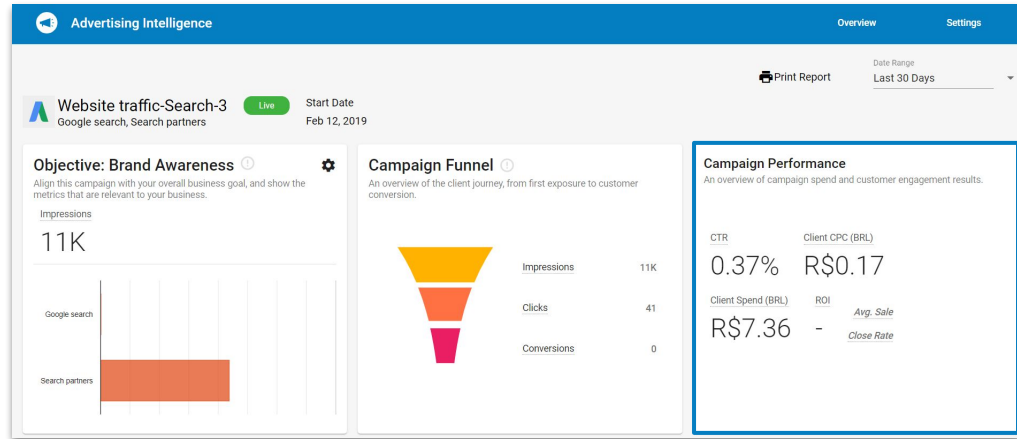 Advertising Intelligence
Overview
Settings
Print Report
Date Range
Last 30 Days
Website traffic-Search-3
Live
Google search, Search partners
Start Date
Feb 12, 2019
Objective: Brand Awareness
Align this campaign with your overall business goal, and show the
metrics that are relevant to your business.
Impressions
11K
Google search
Search partners
Campaign Funnel
An overview of the client journey, from first exposure to customer
conversion.
Impressions 11K
Clicks 41
Conversions 0
Campaign Performance
An overview of campaign spend and customer engagement results.
CTR
0.37%
Client CPC (BRL)
R$0.17
Client Spend (BRL)
R$7.36
ROI
-
Avg. Sale
Close Rate